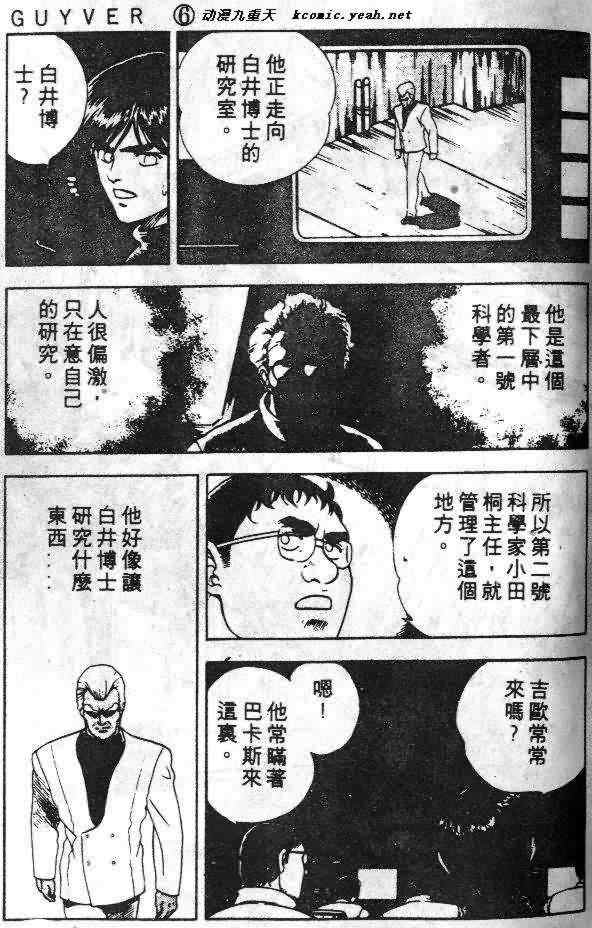 GUYVER ⑥ 动漫九重天 kcomic.yeah.net
他正走向
白井博士的
研究室。
白井博
士？
他是這個
最下層中
的第一號
科學者。
人很偏激，
只在意自己
的研究。
所以第二號
科學家小田
桐主任，就
管理了這個
地方。
他好像讓
白井博士
研究什麼
東西……
吉歐常常
來嗎？
嗯！
他常瞞著
巴卡斯來
這裏。